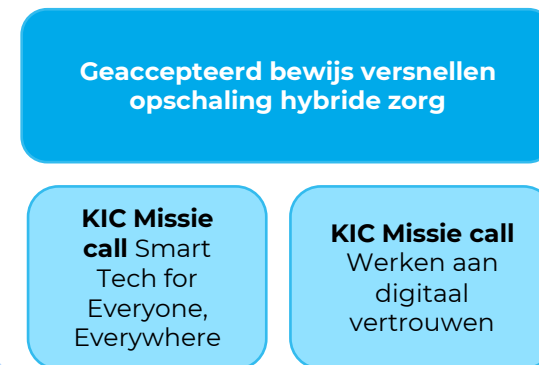 Geaccepteerd bewijs versnellen
opschaling hybride zorg
KIC Missie
call Smart
Tech for
Everyone,
Everywhere
KIC Missie call
Werken aan
digitaal
vertrouwen